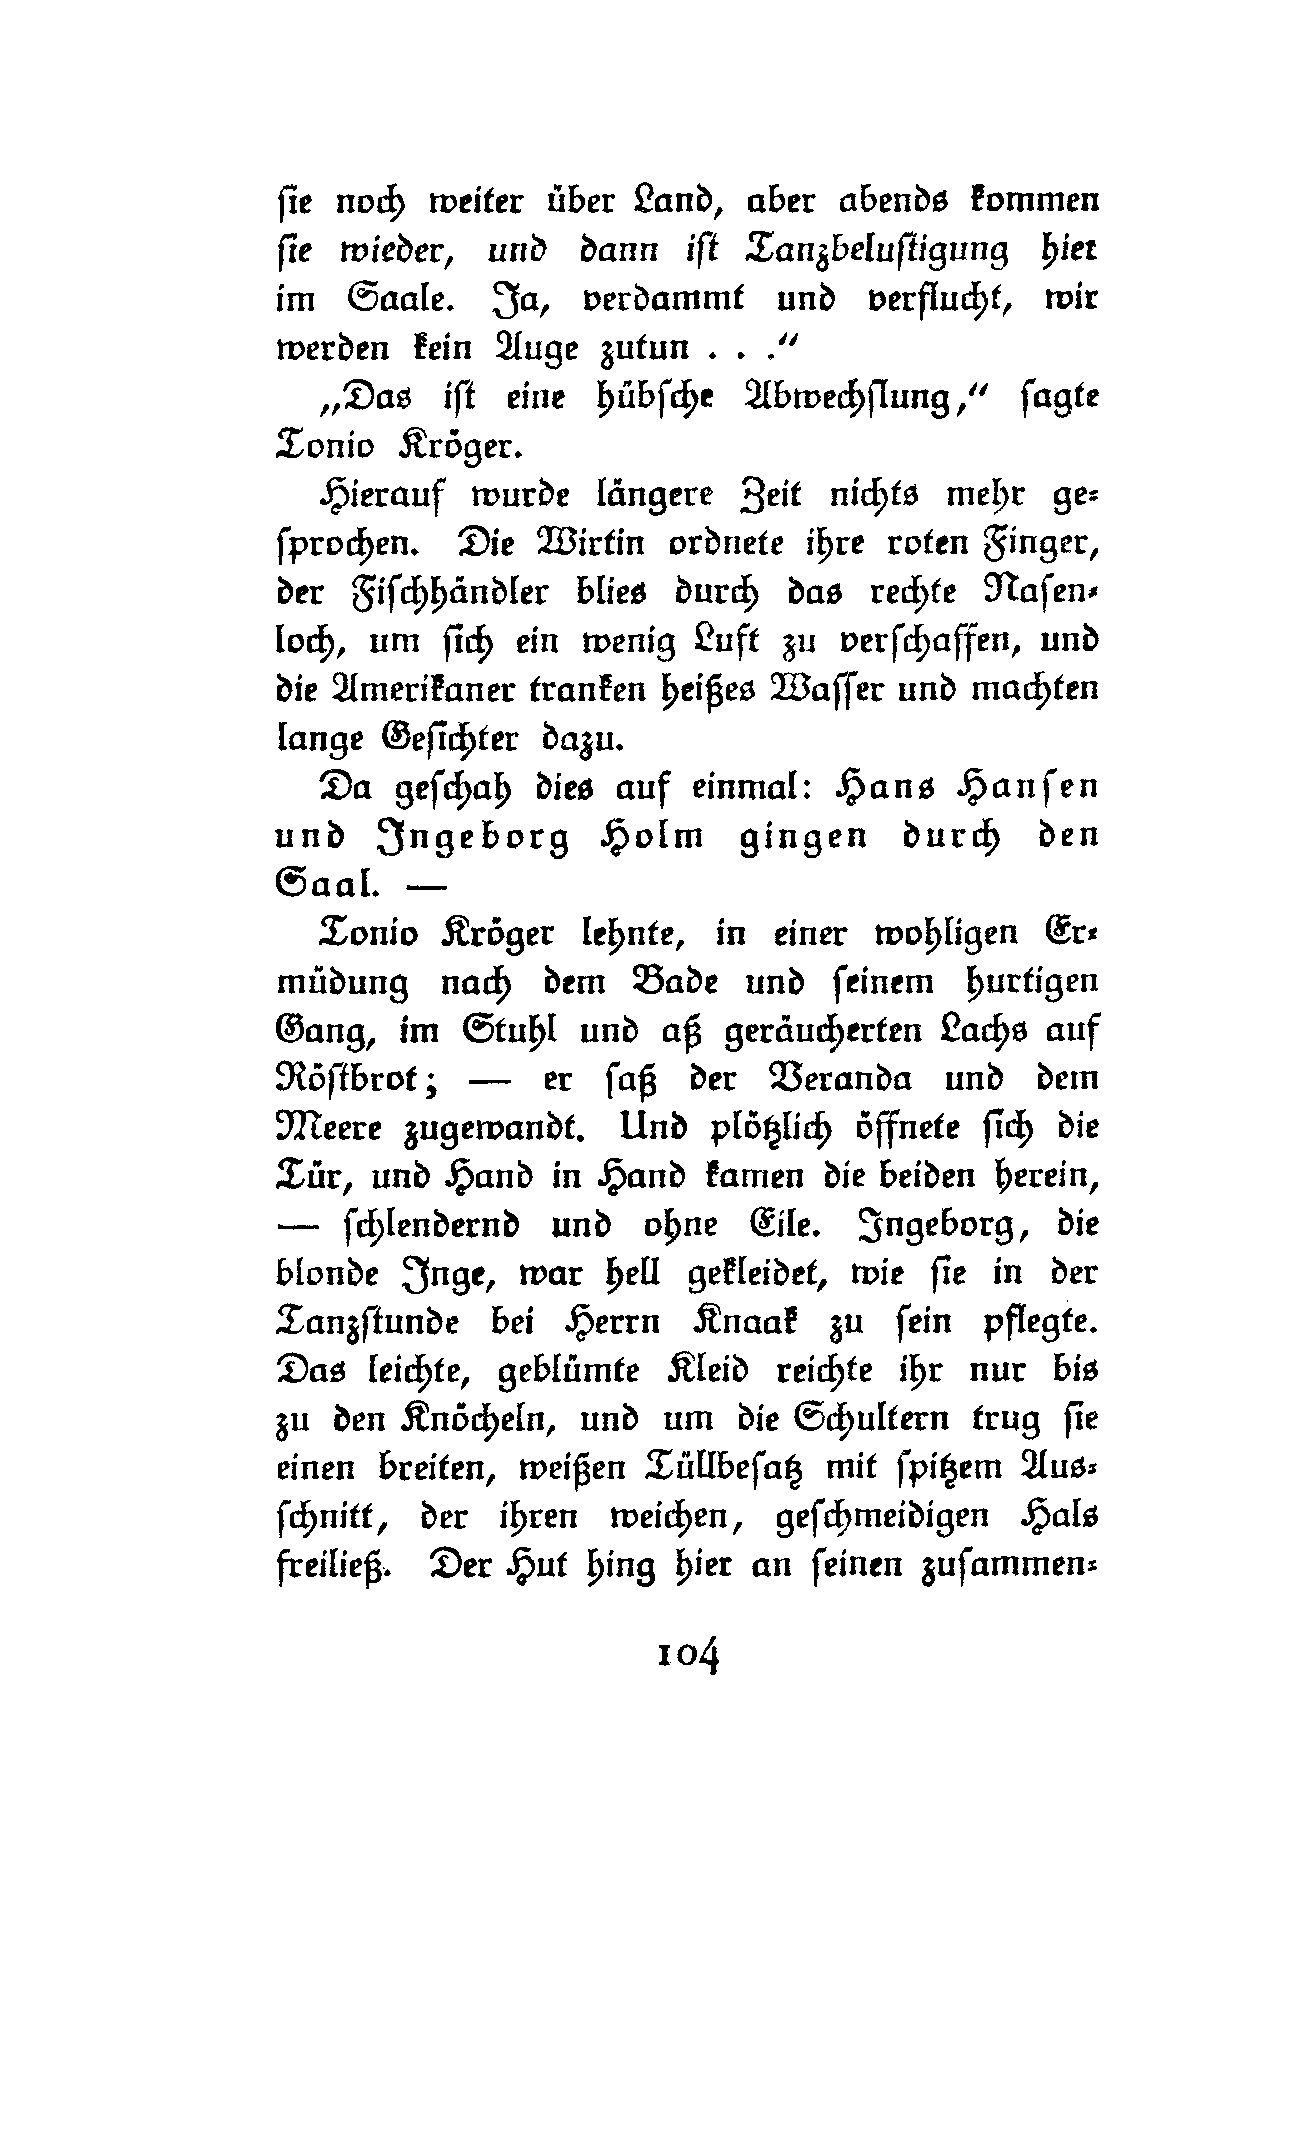 sie noch weiter über Land, aber abends kommen
sie wieder, und dann ist Tanzbelustigung hier
im Saale. Ja, verdammt und verflucht, wir
werden kein Auge zutun . . ."
„Das ist eine hübsche Abwechslung," sagte
Tonio Kröger.
Hierauf wurde längere Zeit nichts mehr ge-
sprochen. Die Wirtin ordnete ihre roten Finger,
der Fischhändler blies durch das rechte Nasen-
loch, um sich ein wenig Luft zu verschaffen, und
die Amerikaner tranken heißes Wasser und machten
lange Gesichter dazu.
Da geschah dies auf einmal: Hans Hansen
und Ingeborg Holm gingen durch den
Saal. —
Tonio Kröger lehnte, in einer wohligen Er-
müdung nach dem Bade und seinem hurtigen
Gang, im Stuhl und aß geräucherten Lachs auf
Röstbrot; — er saß der Veranda und dem
Meere zugewandt. Und plötzlich öffnete sich die
Tür, und Hand in Hand kamen die beiden herein,
— schlendernd und ohne Eile. Ingeborg, die
blonde Inge, war hell gekleidet, wie sie in der
Tanzstunde bei Herrn Knaak zu sein pflegte.
Das leichte, geblümte Kleid reichte ihr nur bis
zu den Knöcheln, und um die Schultern trug sie
einen breiten, weißen Tüllbesatz mit spitzem Aus-
schnitt, der ihren weichen, geschmeidigen Hals
freiließ. Der Hut hing hier an seinen zusammen-
104